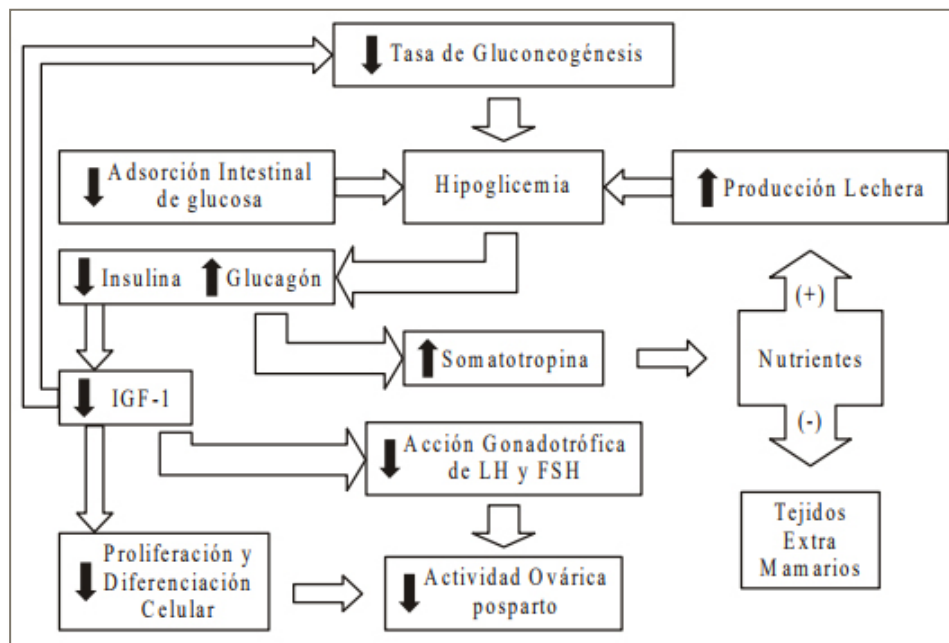 Tasa de Gluconeogénesis
Adsorción Intestinal
de glucosa
Hipoglicemia
Producción Lechera
Insulina
Glucagón
(+)
Somatotropina
Nutrientes
IGF-1
(-)
Acción Gonadotrófica
de LH y FSH
Tejidos
Extra
Mamarios
Proliferación y
Diferenciación
Celular
Actividad Ovárica
posparto